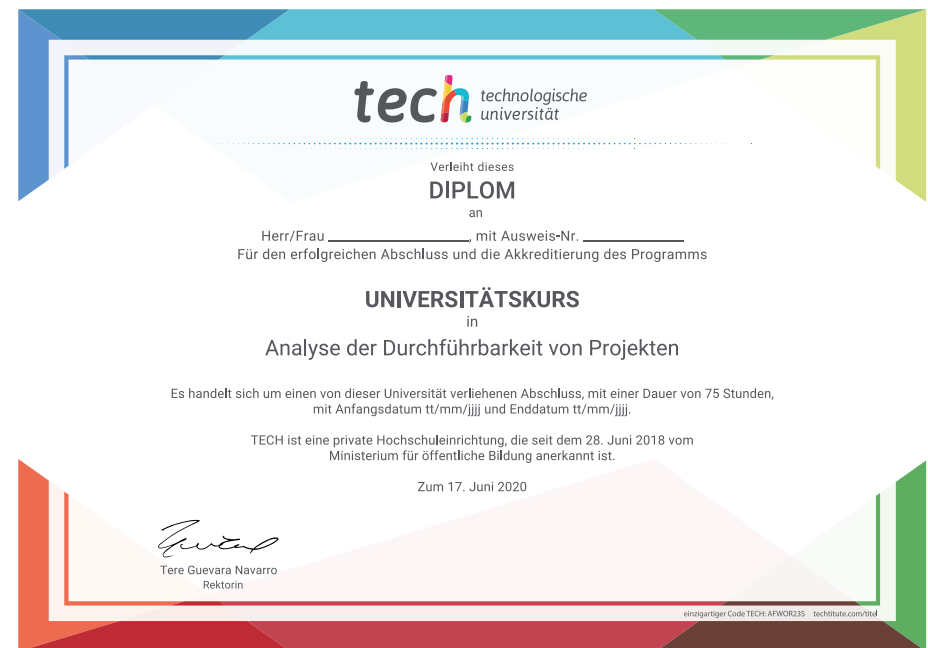 tech technologische
universität
Verleiht dieses
DIPLOM
an
Herr/Frau ____________________, mit Ausweis-Nr. ______________
Für den erfolgreichen Abschluss und die Akkreditierung des Programms
UNIVERSITÄTSKURS
in
Analyse der Durchführbarkeit von Projekten
Es handelt sich um einen von dieser Universität verliehenen Abschluss, mit einer Dauer von 75 Stunden,
mit Anfangsdatum tt/mm/jjjj und Enddatum tt/mm/jjjj.
TECH ist eine private Hochschuleinrichtung, die seit dem 28. Juni 2018 vom
Ministerium für öffentliche Bildung anerkannt ist.
Zum 17. Juni 2020
Tere Guevara Navarro
Rektorin
einzigartiger Code TECH: AFWOR23S techtitute.com/titel